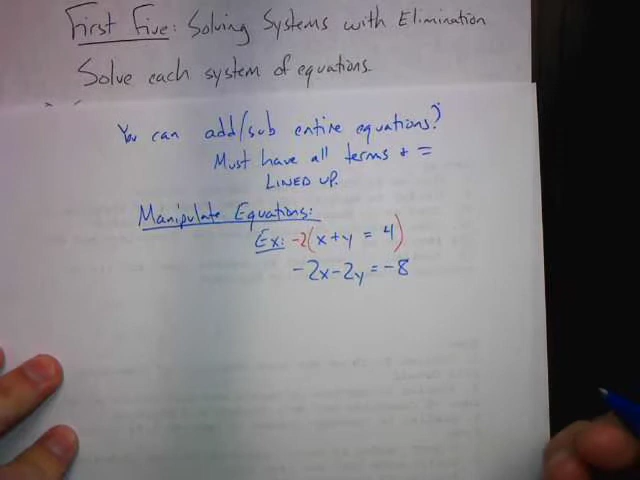 First Five: Solving Systems with Elimination
Solve each system of equations.
You can add/sub entire equations?
Must have all terms + =
LINED UP.
Manipulate Equations:
Ex: -2(x+y = 4)
-2x-2y=-8